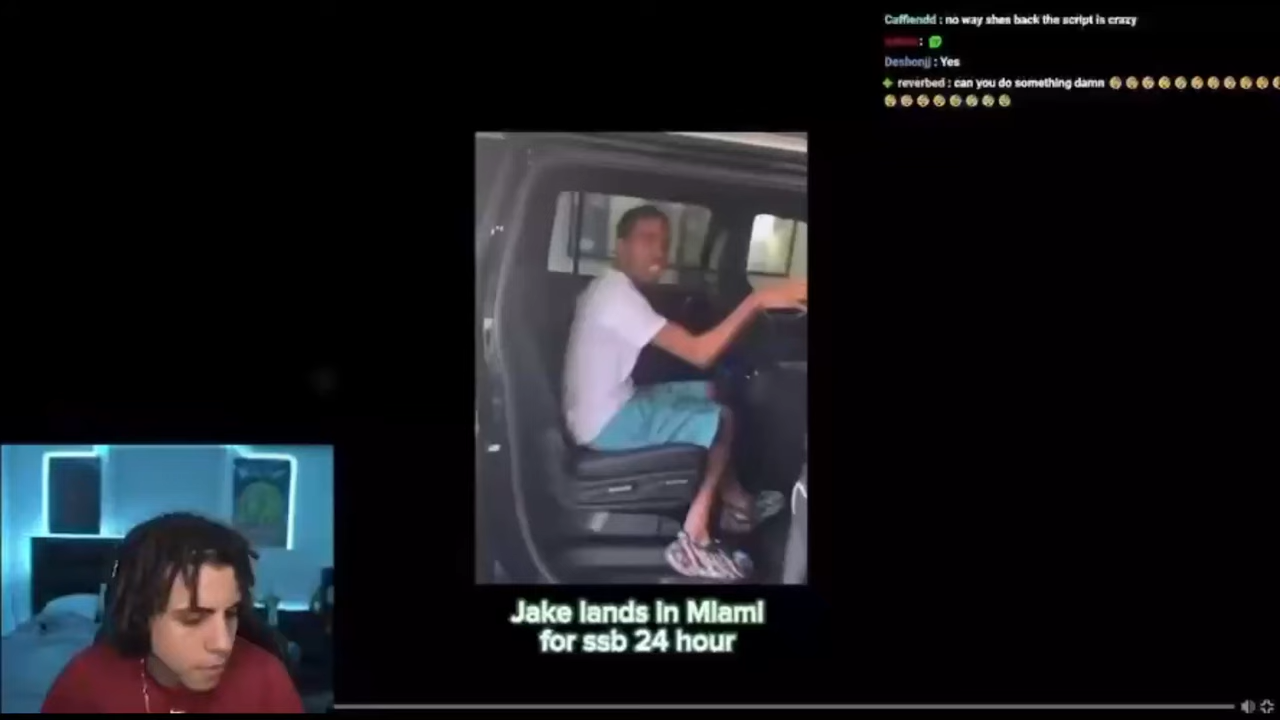 Caffiendd : no way shes back the script is crazy
:
Deshonjj : Yes
reverbed : can you do something damn
Jake lands in Miami
for ssb 24 hour